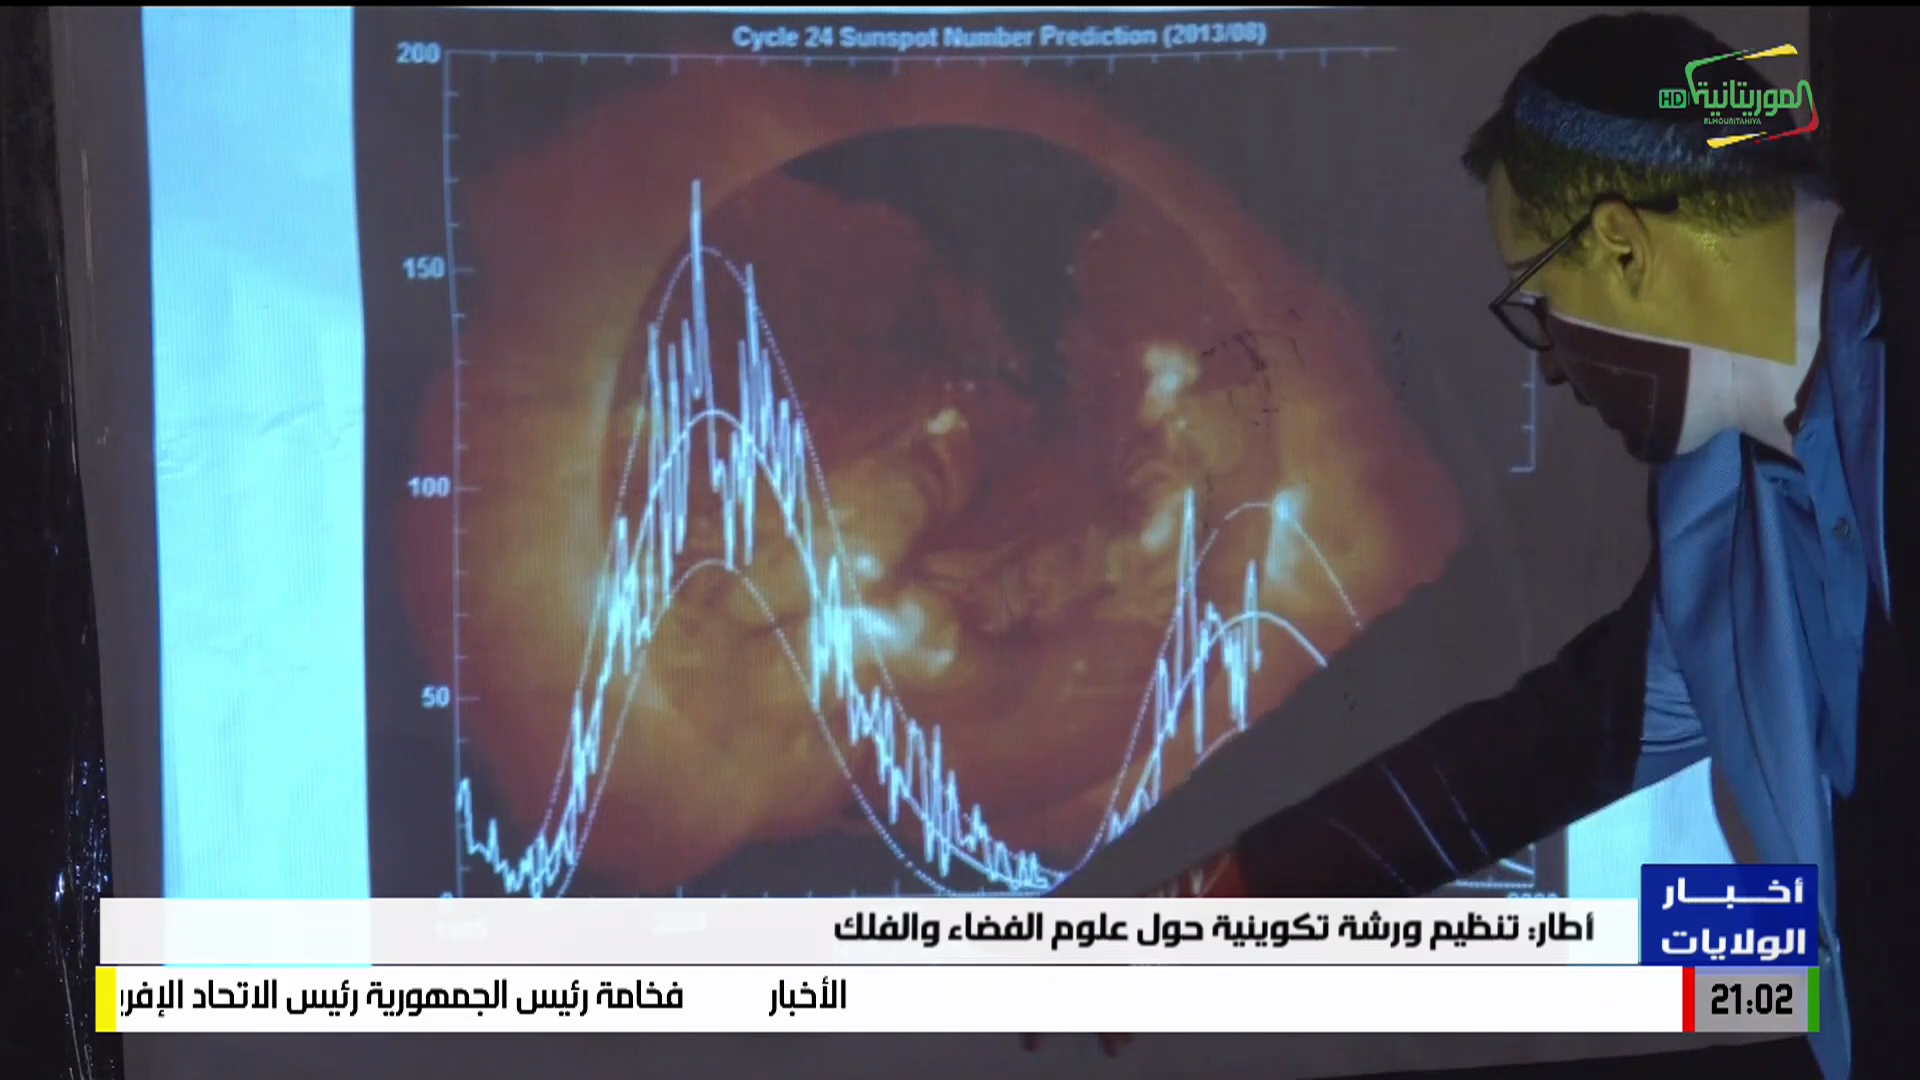 Cycle 24 Sunspot Number Prediction (2013/08)
200
150
100
50
HD الموريتانية
ELMOURITANIYA
أخبار
الولايات
أطار: تنظيم ورشة تكوينية حول علوم الفضاء والفلك
21:02
الأخبار فخامة رئيس الجمهورية رئيس الاتحاد الإفر